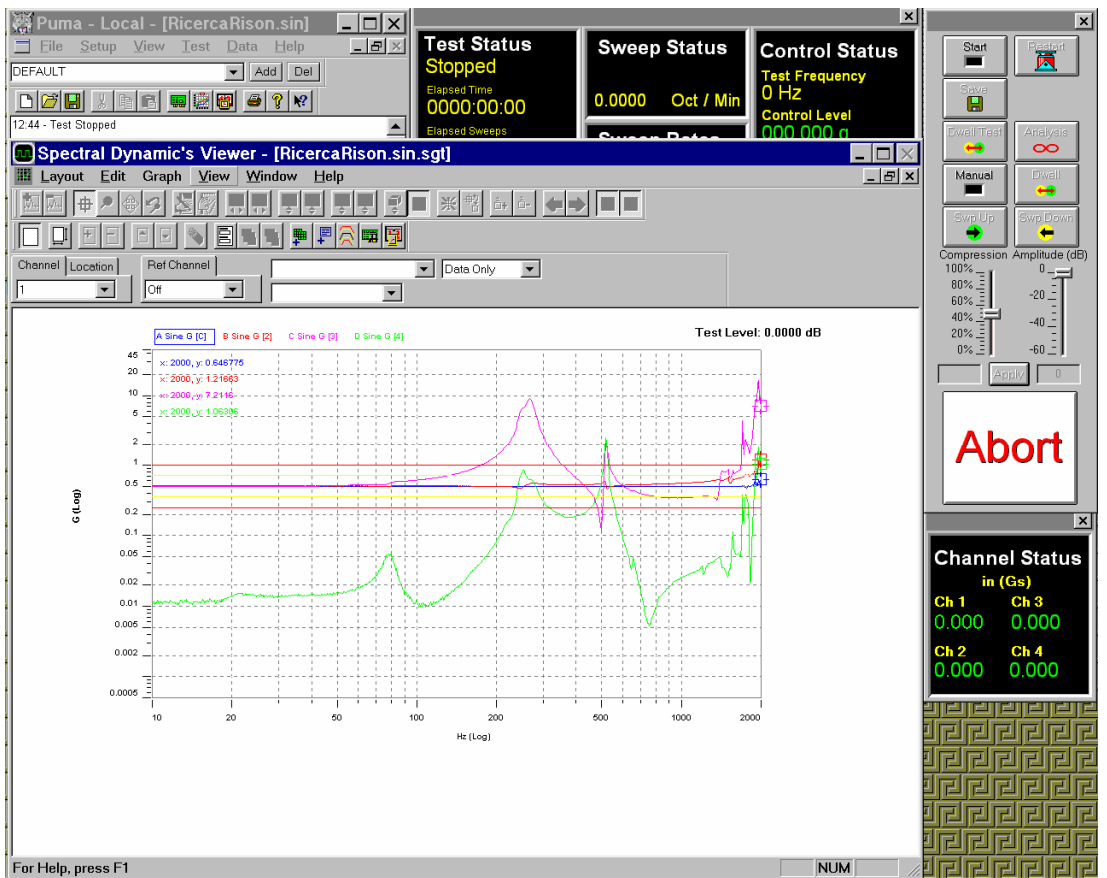 Puma - Local - [RicercaRison.sin]
File Setup View Test Data Help
DEFAULT
Add Del
12:44 - Test Stopped
Test Status
Stopped
Elapsed Time
0000:00:00
Elapsed Sweeps
Sweep Status
0.0000 Oct / Min
Control Status
Test Frequency
0 Hz
Control Level
000.000 g
Start
Restart
Save
Dwell Test
Analysis
Manual
Dwell
Swp Up
Swp Down
Compression Amplitude (dB)
100%
80%
60%
40%
20%
0%
0
-20
-40
-60
Apply
0
Abort
Spectral Dynamic's Viewer - [RicercaRison.sin.sgt]
Layout Edit Graph View Window Help
Channel Location
Ref Channel
1
Off
Data Only
A Sine G [C] B Sine G [2] C Sine G [3] D Sine G [4]
Test Level: 0.0000 dB
x: 2000, y: 0.646775
x: 2000, y: 1.21663
x: 2000, y: 7.2116
x: 2000, y: 1.06306
45
20
10
5
2
1
0.5
0.2
0.1
0.05
0.02
0.01
0.005
0.002
0.0005
G (Log)
10 20 50 100 200 500 1000 2000
Hz (Log)
Channel Status
in (Gs)
Ch 1 Ch 3
0.000 0.000
Ch 2 Ch 4
0.000 0.000
For Help, press F1
NUM